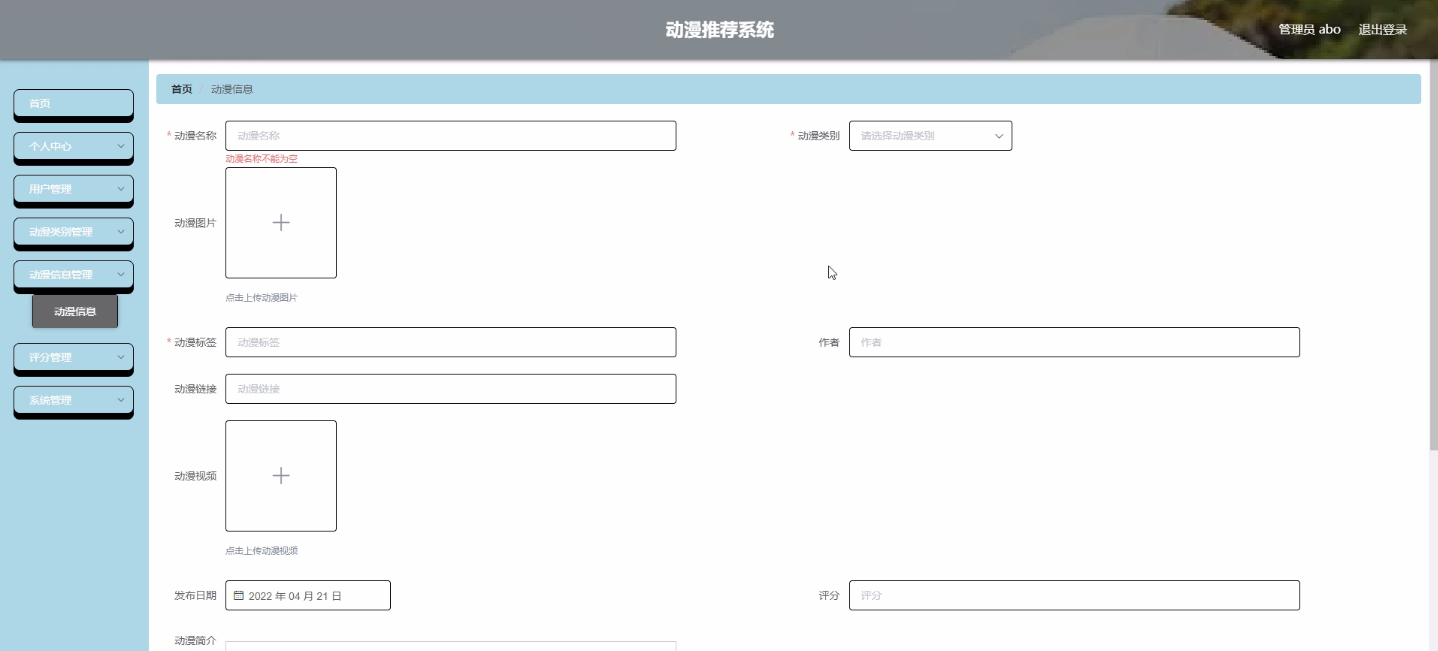 动漫推荐系统
管理员 abo 退出登录
首页
个人中心
用户管理
动漫类别管理
动漫信息管理
动漫信息
评分管理
系统管理
首页 / 动漫信息
* 动漫名称 动漫名称
动漫名称不能为空
* 动漫类别 请选择动漫类别
动漫图片
点击上传动漫图片
* 动漫标签 动漫标签
作者 作者
动漫链接 动漫链接
动漫视频
点击上传动漫视频
发布日期 2022 年 04 月 21 日
评分 评分
动漫简介